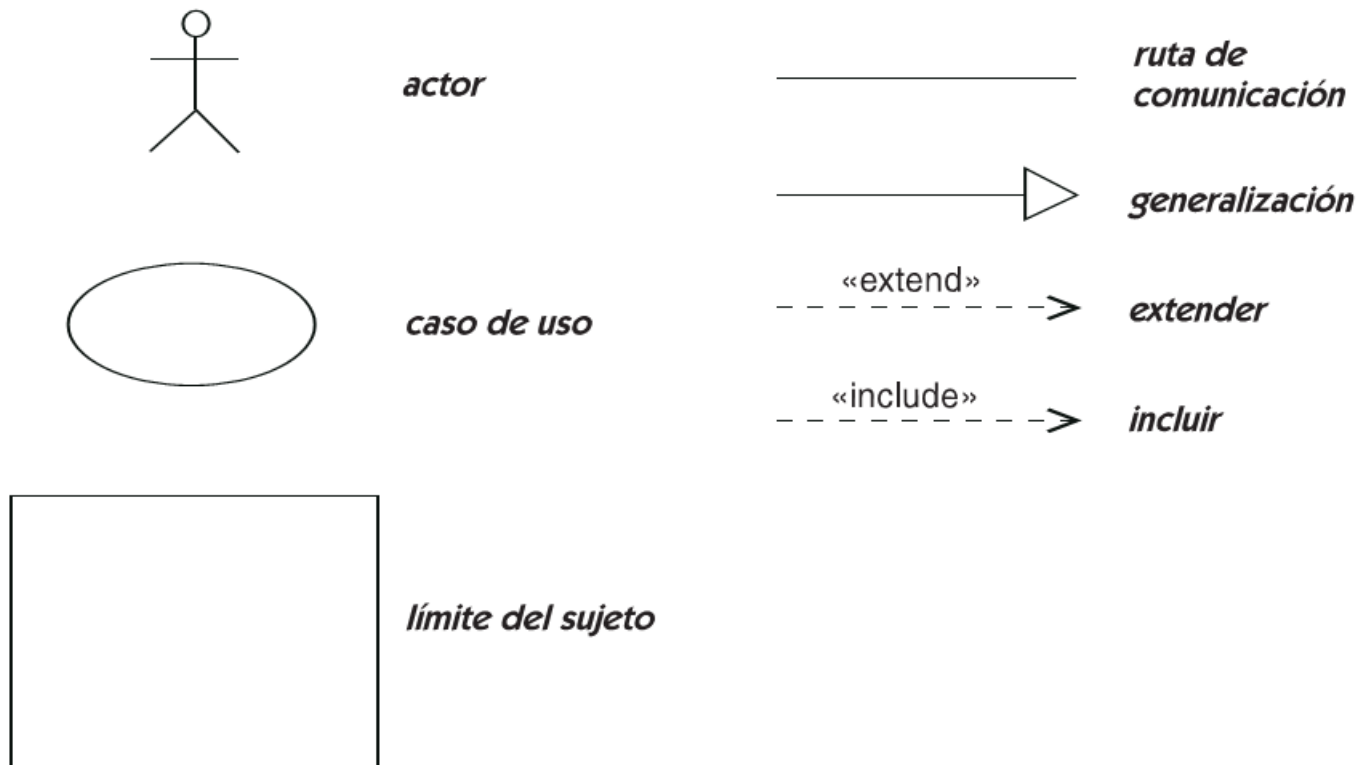 actor
ruta de
comunicación
generalización
caso de uso
«extend»
extender
«include»
incluir
límite del sujeto